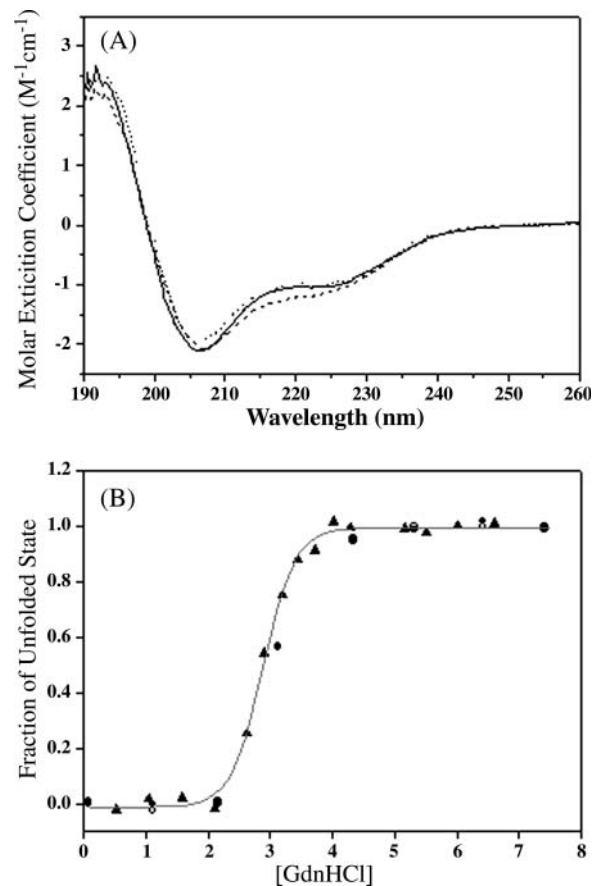 (A)
Molar Exticition Coefficient (M⁻¹cm⁻¹)
3
2
1
0
-1
-2
190 200 210 220 230 240 250 260
Wavelength (nm)
(B)
Fraction of Unfolded State
1.2
1.0
0.8
0.6
0.4
0.2
0.0
0 1 2 3 4 5 6 7 8
[GdnHCl]